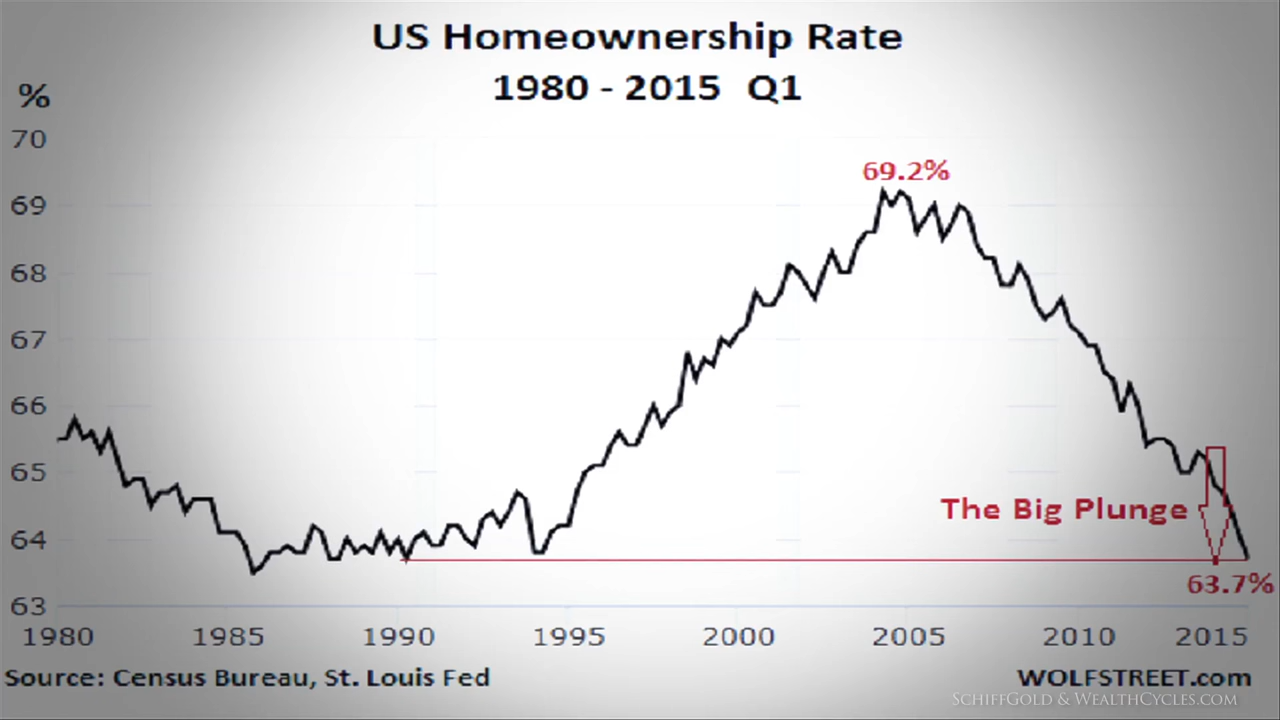 US Homeownership Rate
1980 - 2015 Q1
%
70
69.2%
69
68
67
66
65
The Big Plunge
64
63.7%
63
1980 1985 1990 1995 2000 2005 2010 2015
Source: Census Bureau, St. Louis Fed
WOLFSTREET.com
SCHIFFGOLD & WEALTHCYCLES.COM